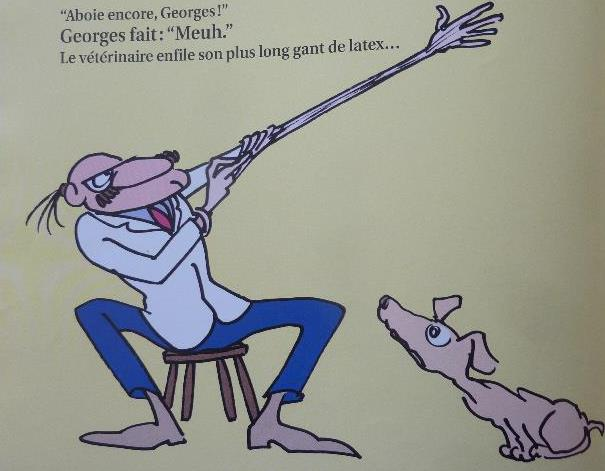 “Aboie encore, Georges!”
Georges fait : “Meuh.”
Le vétérinaire enfile son plus long gant de latex...